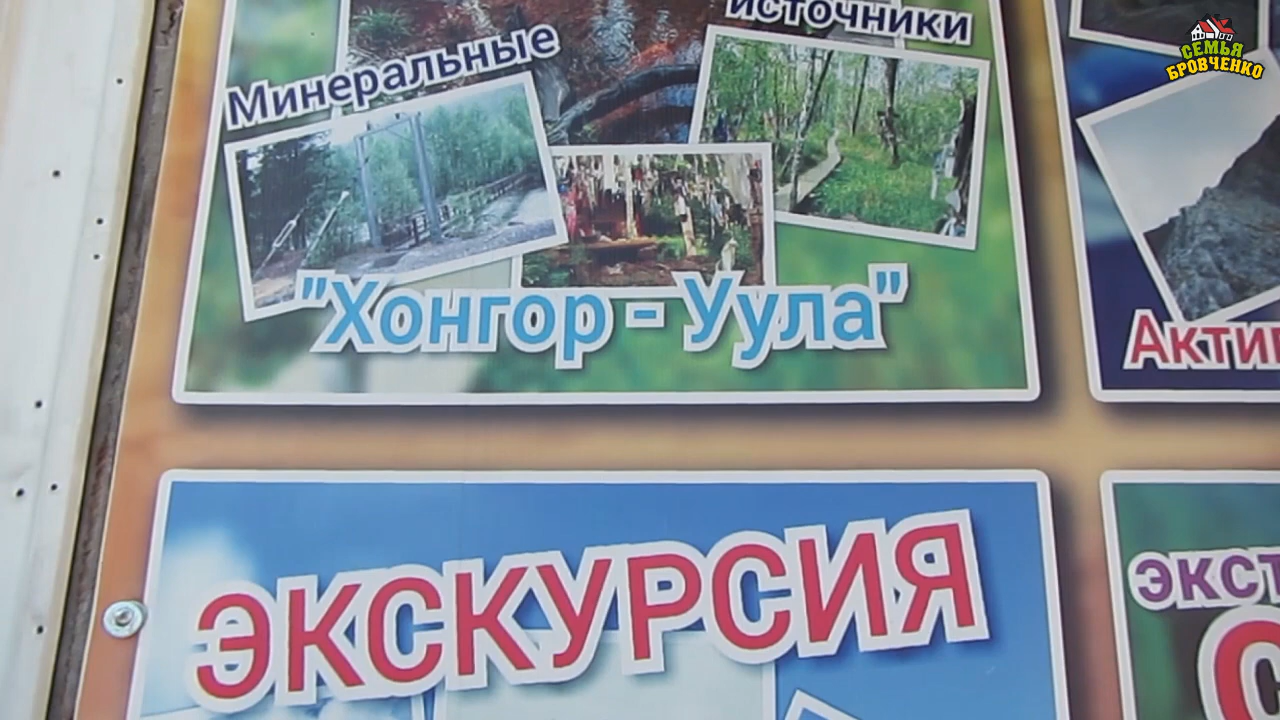 СЕМЬЯ
БРОВЧЕНКО
Минеральные источники
"Хонгор - Уула"
ЭКСКУРСИЯ